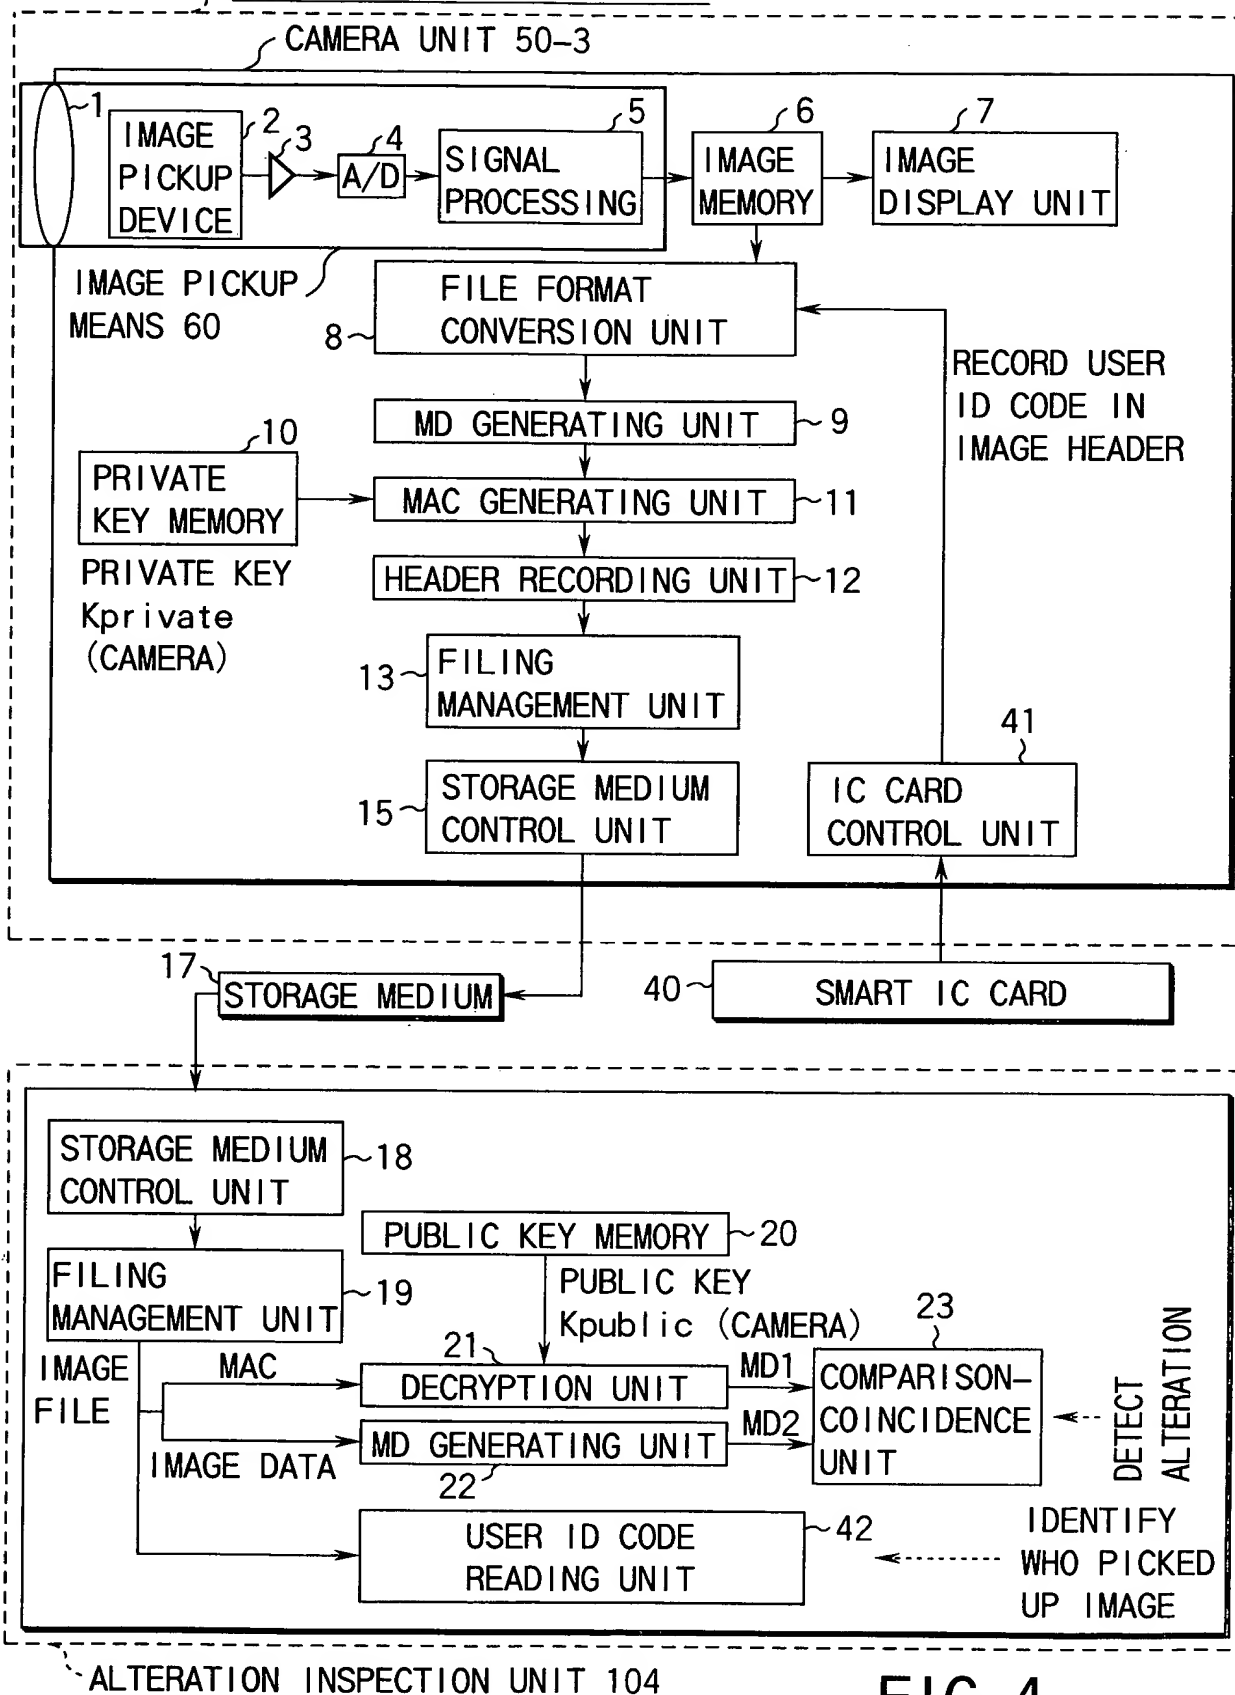 CAMERA UNIT 50-3
1
IMAGE
PICKUP
DEVICE
2
3
4
A/D
5
SIGNAL
PROCESSING
6
IMAGE
MEMORY
7
IMAGE
DISPLAY UNIT
IMAGE PICKUP
MEANS 60
8
FILE FORMAT
CONVERSION UNIT
RECORD USER
ID CODE IN
IMAGE HEADER
MD GENERATING UNIT
9
10
PRIVATE
KEY MEMORY
MAC GENERATING UNIT
11
PRIVATE KEY
Kprivate
(CAMERA)
HEADER RECORDING UNIT
12
13
FILING
MANAGEMENT UNIT
15
STORAGE MEDIUM
CONTROL UNIT
41
IC CARD
CONTROL UNIT
17
STORAGE MEDIUM
40
SMART IC CARD
STORAGE MEDIUM
CONTROL UNIT
18
PUBLIC KEY MEMORY
20
FILING
MANAGEMENT UNIT
19
PUBLIC KEY
Kpublic (CAMERA)
IMAGE
FILE
MAC
21
DECRYPTION UNIT
MD1
23
COMPARISON-
COINCIDENCE
UNIT
DETECT
ALTERATION
IMAGE DATA
MD GENERATING UNIT
22
MD2
USER ID CODE
READING UNIT
42
IDENTIFY
WHO PICKED
UP IMAGE
ALTERATION INSPECTION UNIT 104
FIG. 4